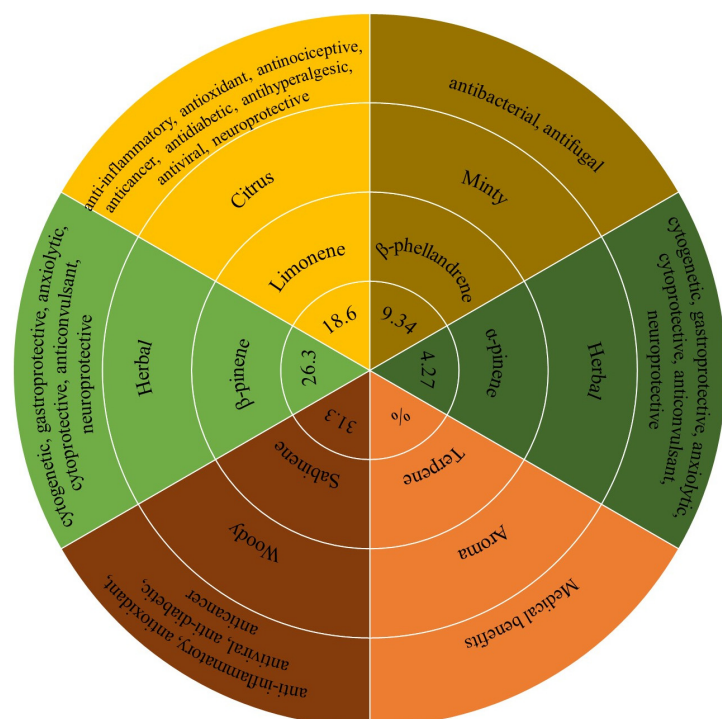 anti-inflammatory, antioxidant, antinociceptive,
anticancer, antidiabetic, antihyperalgesic,
antiviral, neuroprotective
Citrus
Limonene
18.6
antibacterial, antifugal
Minty
β-phellandrene
9.34
cytogenetic, gastroprotective, anxiolytic,
cytoprotective, anticonvulsant,
neuroprotective
Herbal
α-pinene
4.27
%
Terpene
Aroma
Medical benefits
31.3
Sabinene
Woody
anti-inflammatory, antioxidant,
antiviral, anti-diabetic,
anticancer
26.3
β-pinene
Herbal
cytogenetic, gastroprotective, anxiolytic,
cytoprotective, anticonvulsant,
neuroprotective